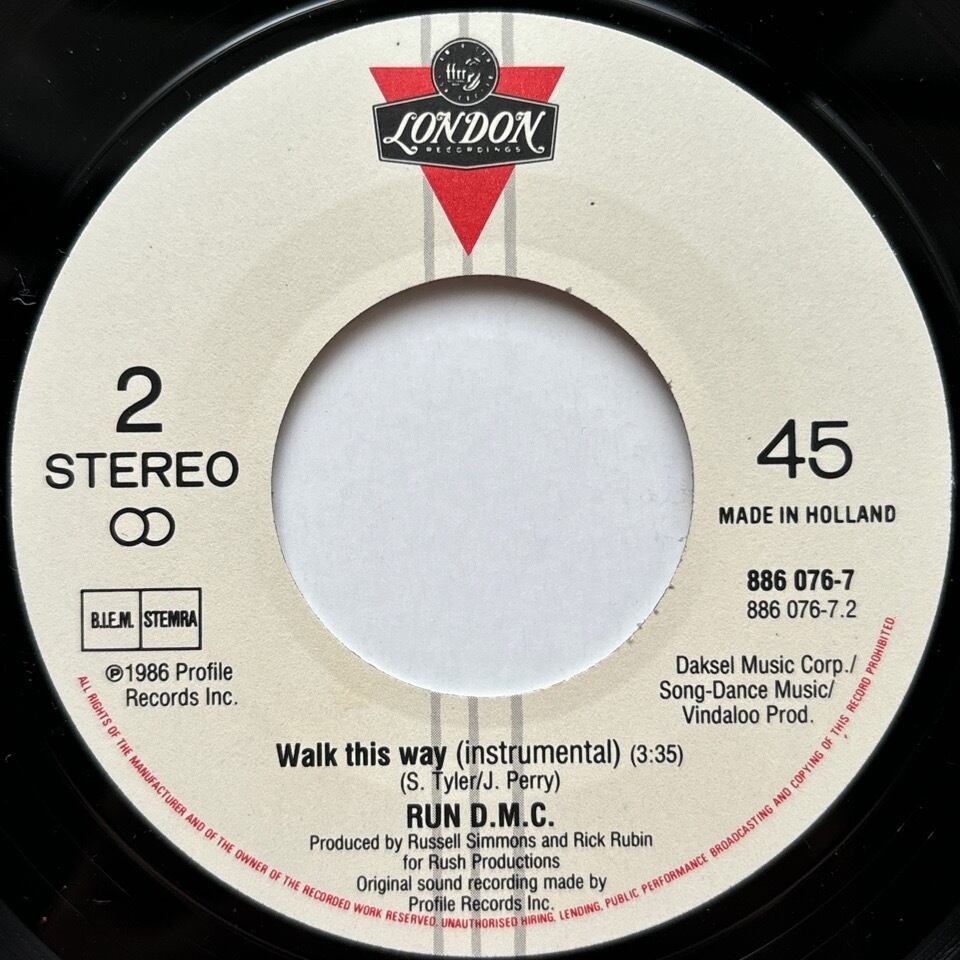 ffrr
LONDON
RECORDINGS
2
STEREO
45
MADE IN HOLLAND
B.I.E.M. STEMRA
886 076-7
886 076-7.2
℗1986 Profile
Records Inc.
Daksel Music Corp./
Song-Dance Music/
Vindaloo Prod.
Walk this way (instrumental) (3:35)
(S. Tyler/J. Perry)
RUN D.M.C.
Produced by Russell Simmons and Rick Rubin
for Rush Productions
Original sound recording made by
Profile Records Inc.
ALL RIGHTS OF THE MANUFACTURER AND OF THE OWNER OF THE RECORDED WORK RESERVED. UNAUTHORISED HIRING, LENDING, PUBLIC PERFORMANCE BROADCASTING AND COPYING OF THIS RECORD PROHIBITED